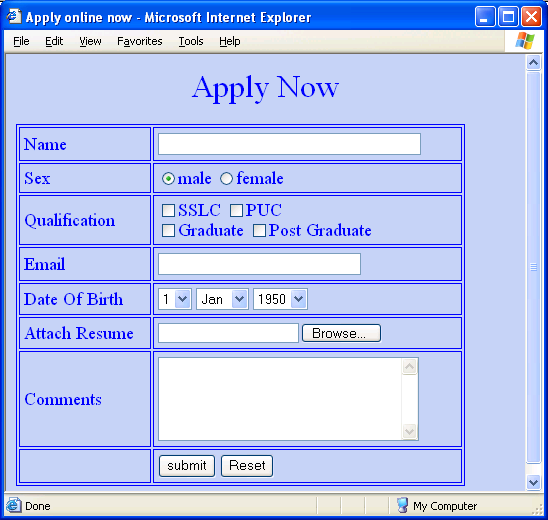 Apply online now - Microsoft Internet Explorer
File Edit View Favorites Tools Help
Apply Now
Name
Sex male female
Qualification SSLC PUC
Graduate Post Graduate
Email
Date Of Birth 1 Jan 1950
Attach Resume Browse...
Comments
submit Reset
Done My Computer